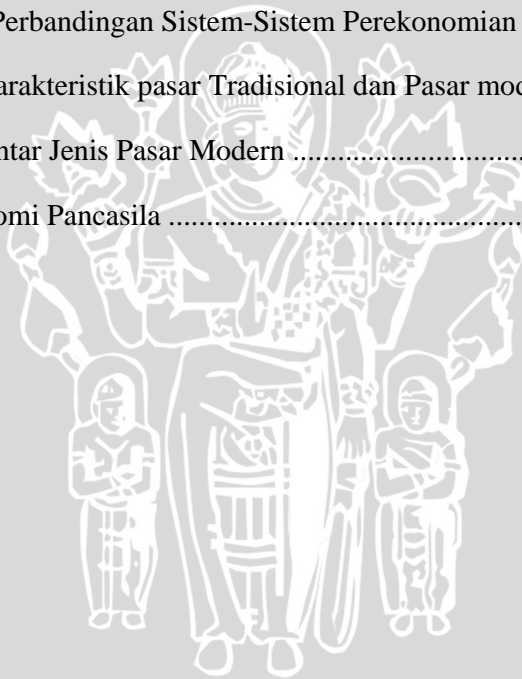 Perbandingan Sistem-Sistem Perekonomian
arakteristik pasar Tradisional dan Pasar mod
ntar Jenis Pasar Modern ...............................
omi Pancasila ................................................